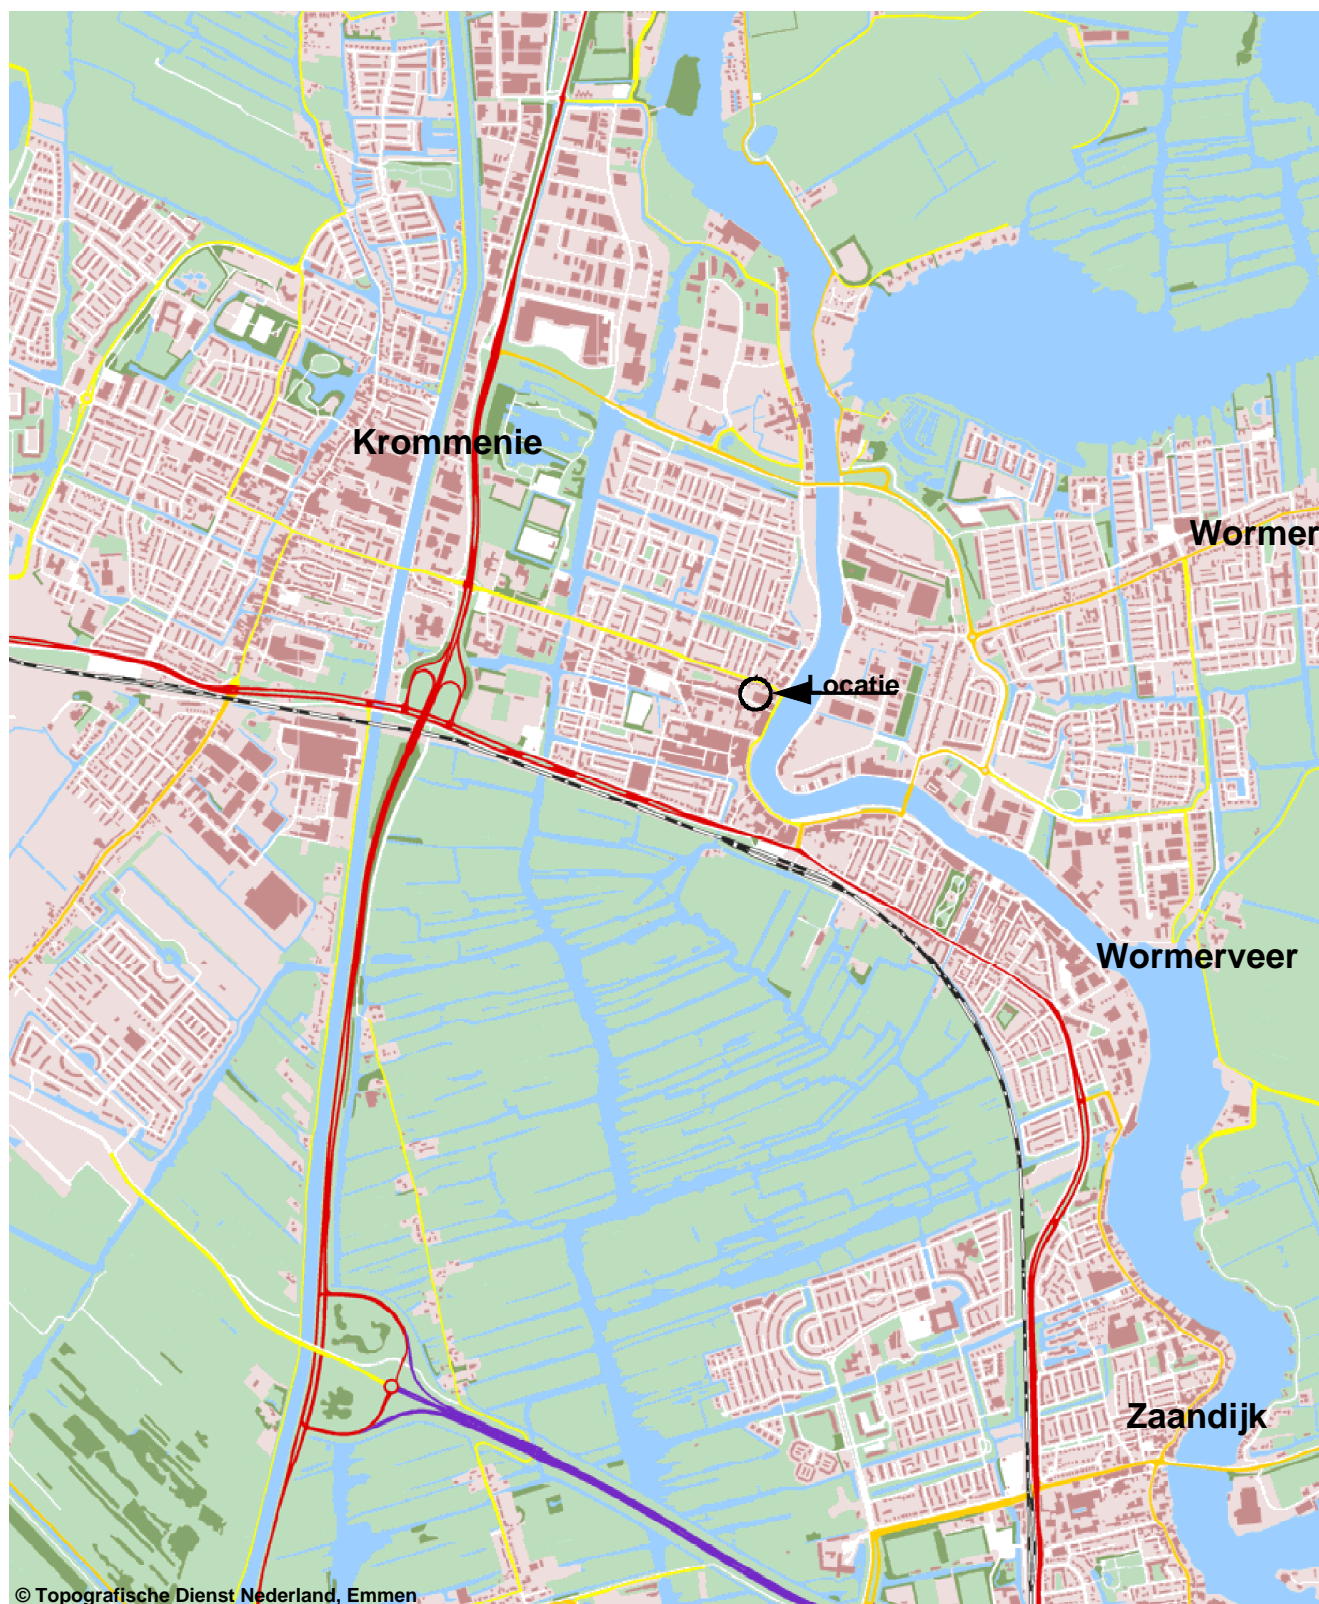 Krommenie
Wormer
Locatie
Wormerveer
Zaandijk
© Topografische Dienst Nederland, Emmen